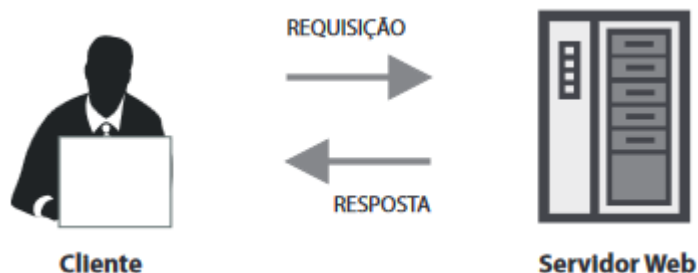 REQUISIÇÃO
RESPOSTA
Cliente
Servidor Web